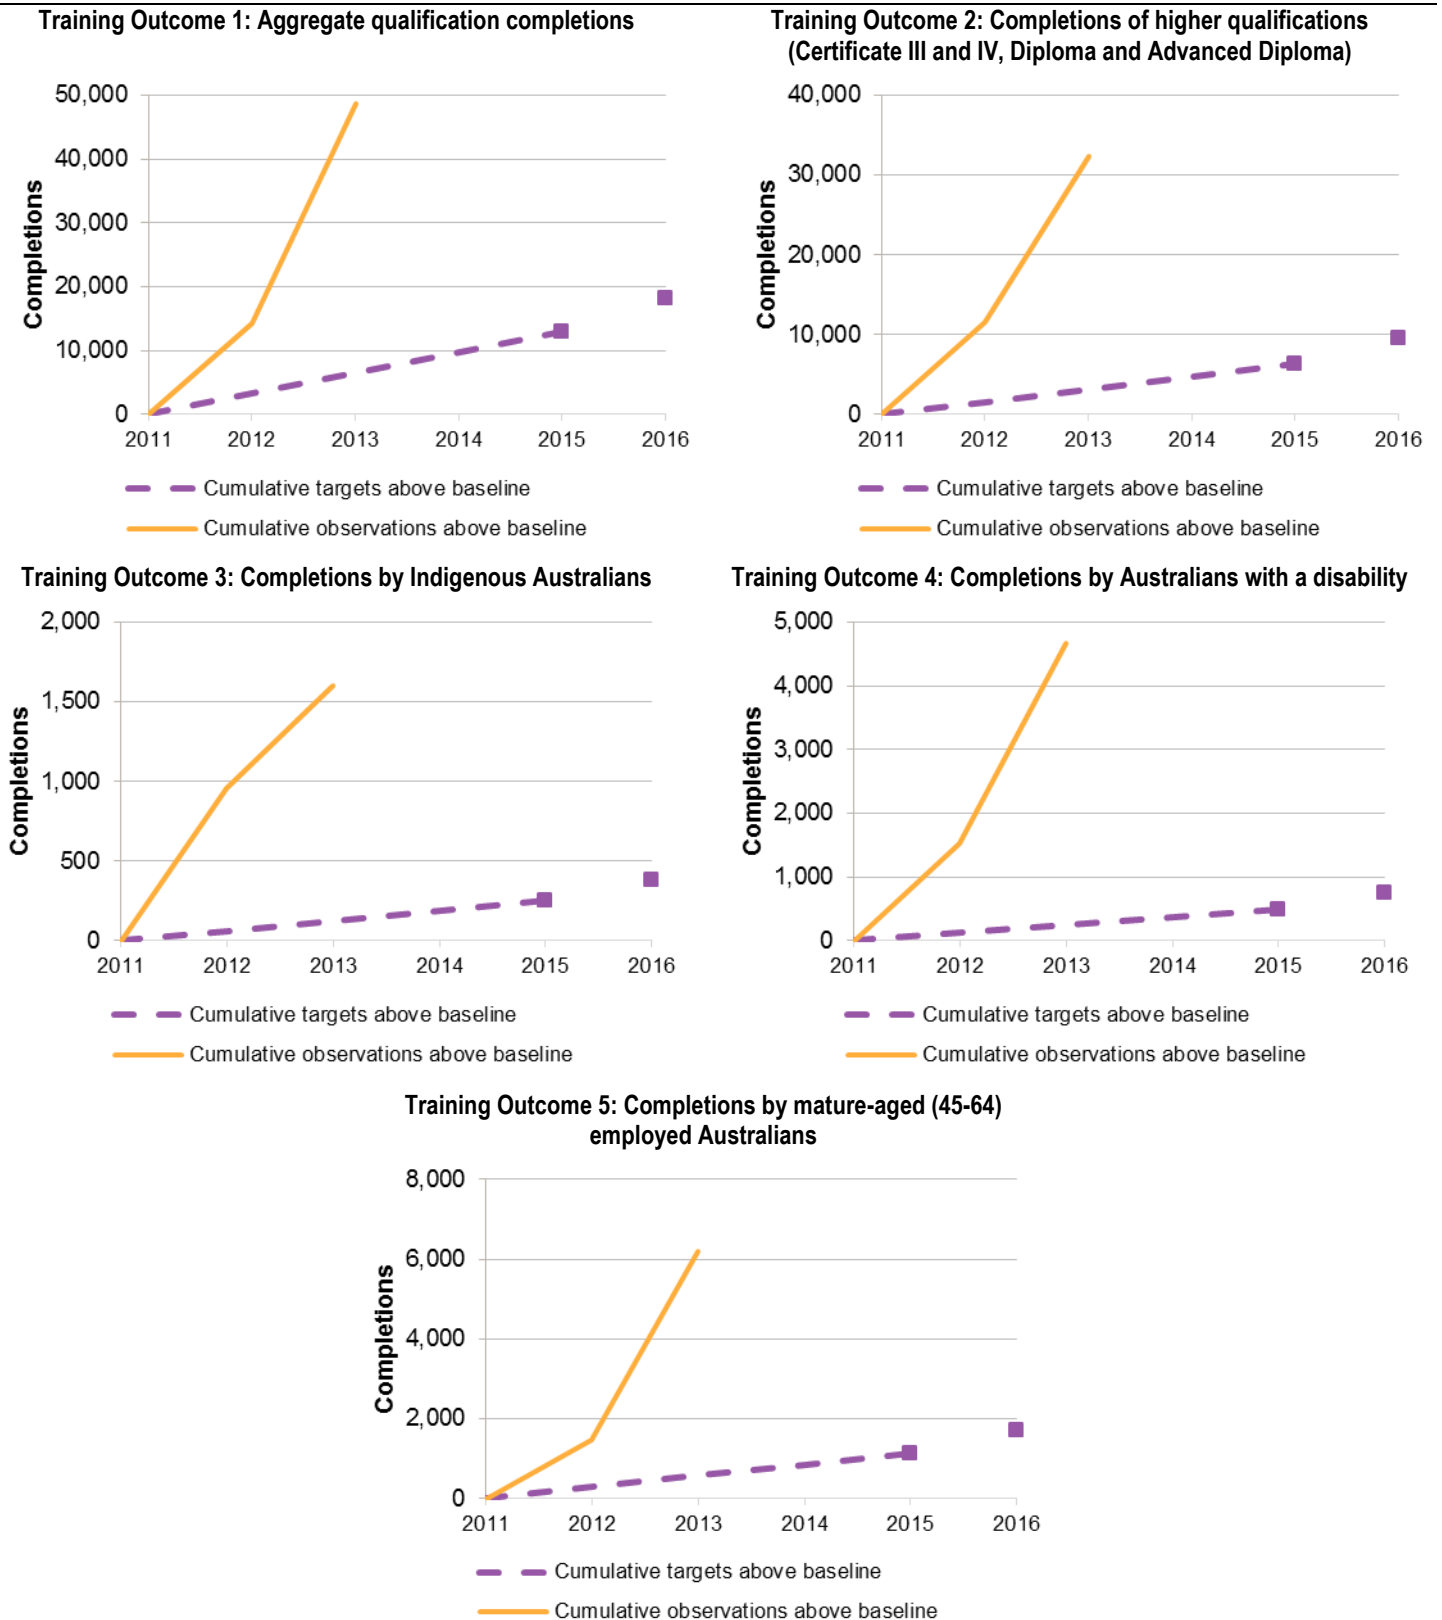 Training Outcome 1: Aggregate qualification completions
50,000
40,000
30,000
20,000
10,000
0
Completions
2011 2012 2013 2014 2015 2016
Cumulative targets above baseline
Cumulative observations above baseline
Training Outcome 2: Completions of higher qualifications
(Certificate III and IV, Diploma and Advanced Diploma)
40,000
30,000
20,000
10,000
0
Completions
2011 2012 2013 2014 2015 2016
Cumulative targets above baseline
Cumulative observations above baseline
Training Outcome 3: Completions by Indigenous Australians
2,000
1,500
1,000
500
0
Completions
2011 2012 2013 2014 2015 2016
Cumulative targets above baseline
Cumulative observations above baseline
Training Outcome 4: Completions by Australians with a disability
5,000
4,000
3,000
2,000
1,000
0
Completions
2011 2012 2013 2014 2015 2016
Cumulative targets above baseline
Cumulative observations above baseline
Training Outcome 5: Completions by mature-aged (45-64)
employed Australians
8,000
6,000
4,000
2,000
0
Completions
2011 2012 2013 2014 2015 2016
Cumulative targets above baseline
Cumulative observations above baseline